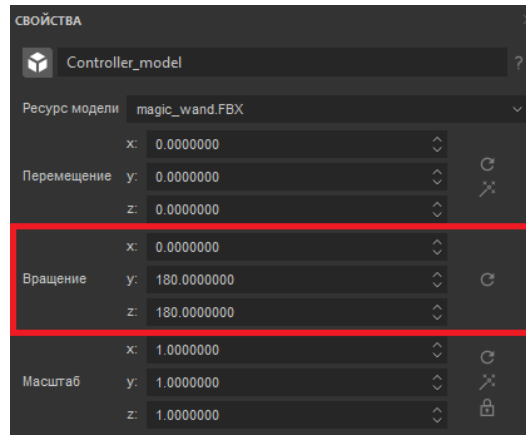 СВОЙСТВА
Controller_model ?
Ресурс модели magic_wand.FBX
x: 0.0000000
Перемещение y: 0.0000000
z: 0.0000000
x: 0.0000000
Вращение y: 180.0000000
z: 180.0000000
x: 1.0000000
Масштаб y: 1.0000000
z: 1.0000000